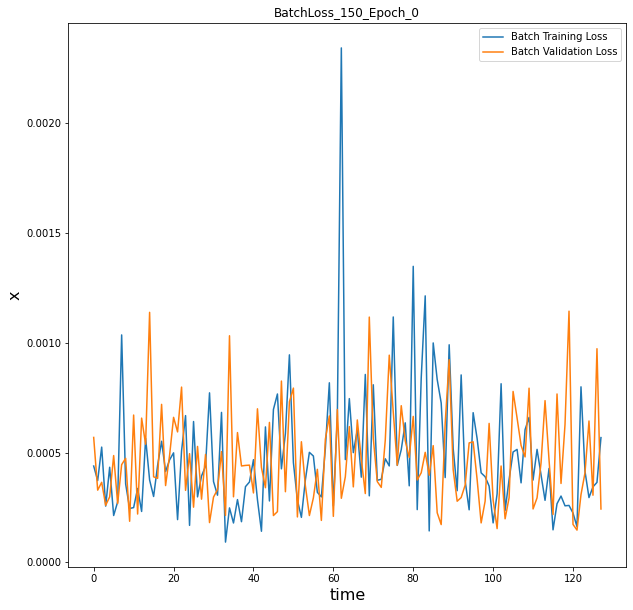 BatchLoss_150_Epoch_0
Batch Training Loss
Batch Validation Loss
0.0020
0.0015
0.0010
0.0005
0.0000
x
0 20 40 60 80 100 120
time